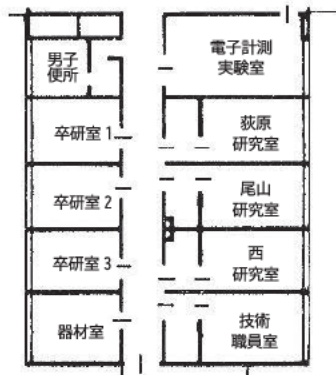 男子
便所
電子計測
実験室
卒研室 1
荻原
研究室
卒研室 2
尾山
研究室
卒研室 3
西
研究室
器材室
技術
職員室